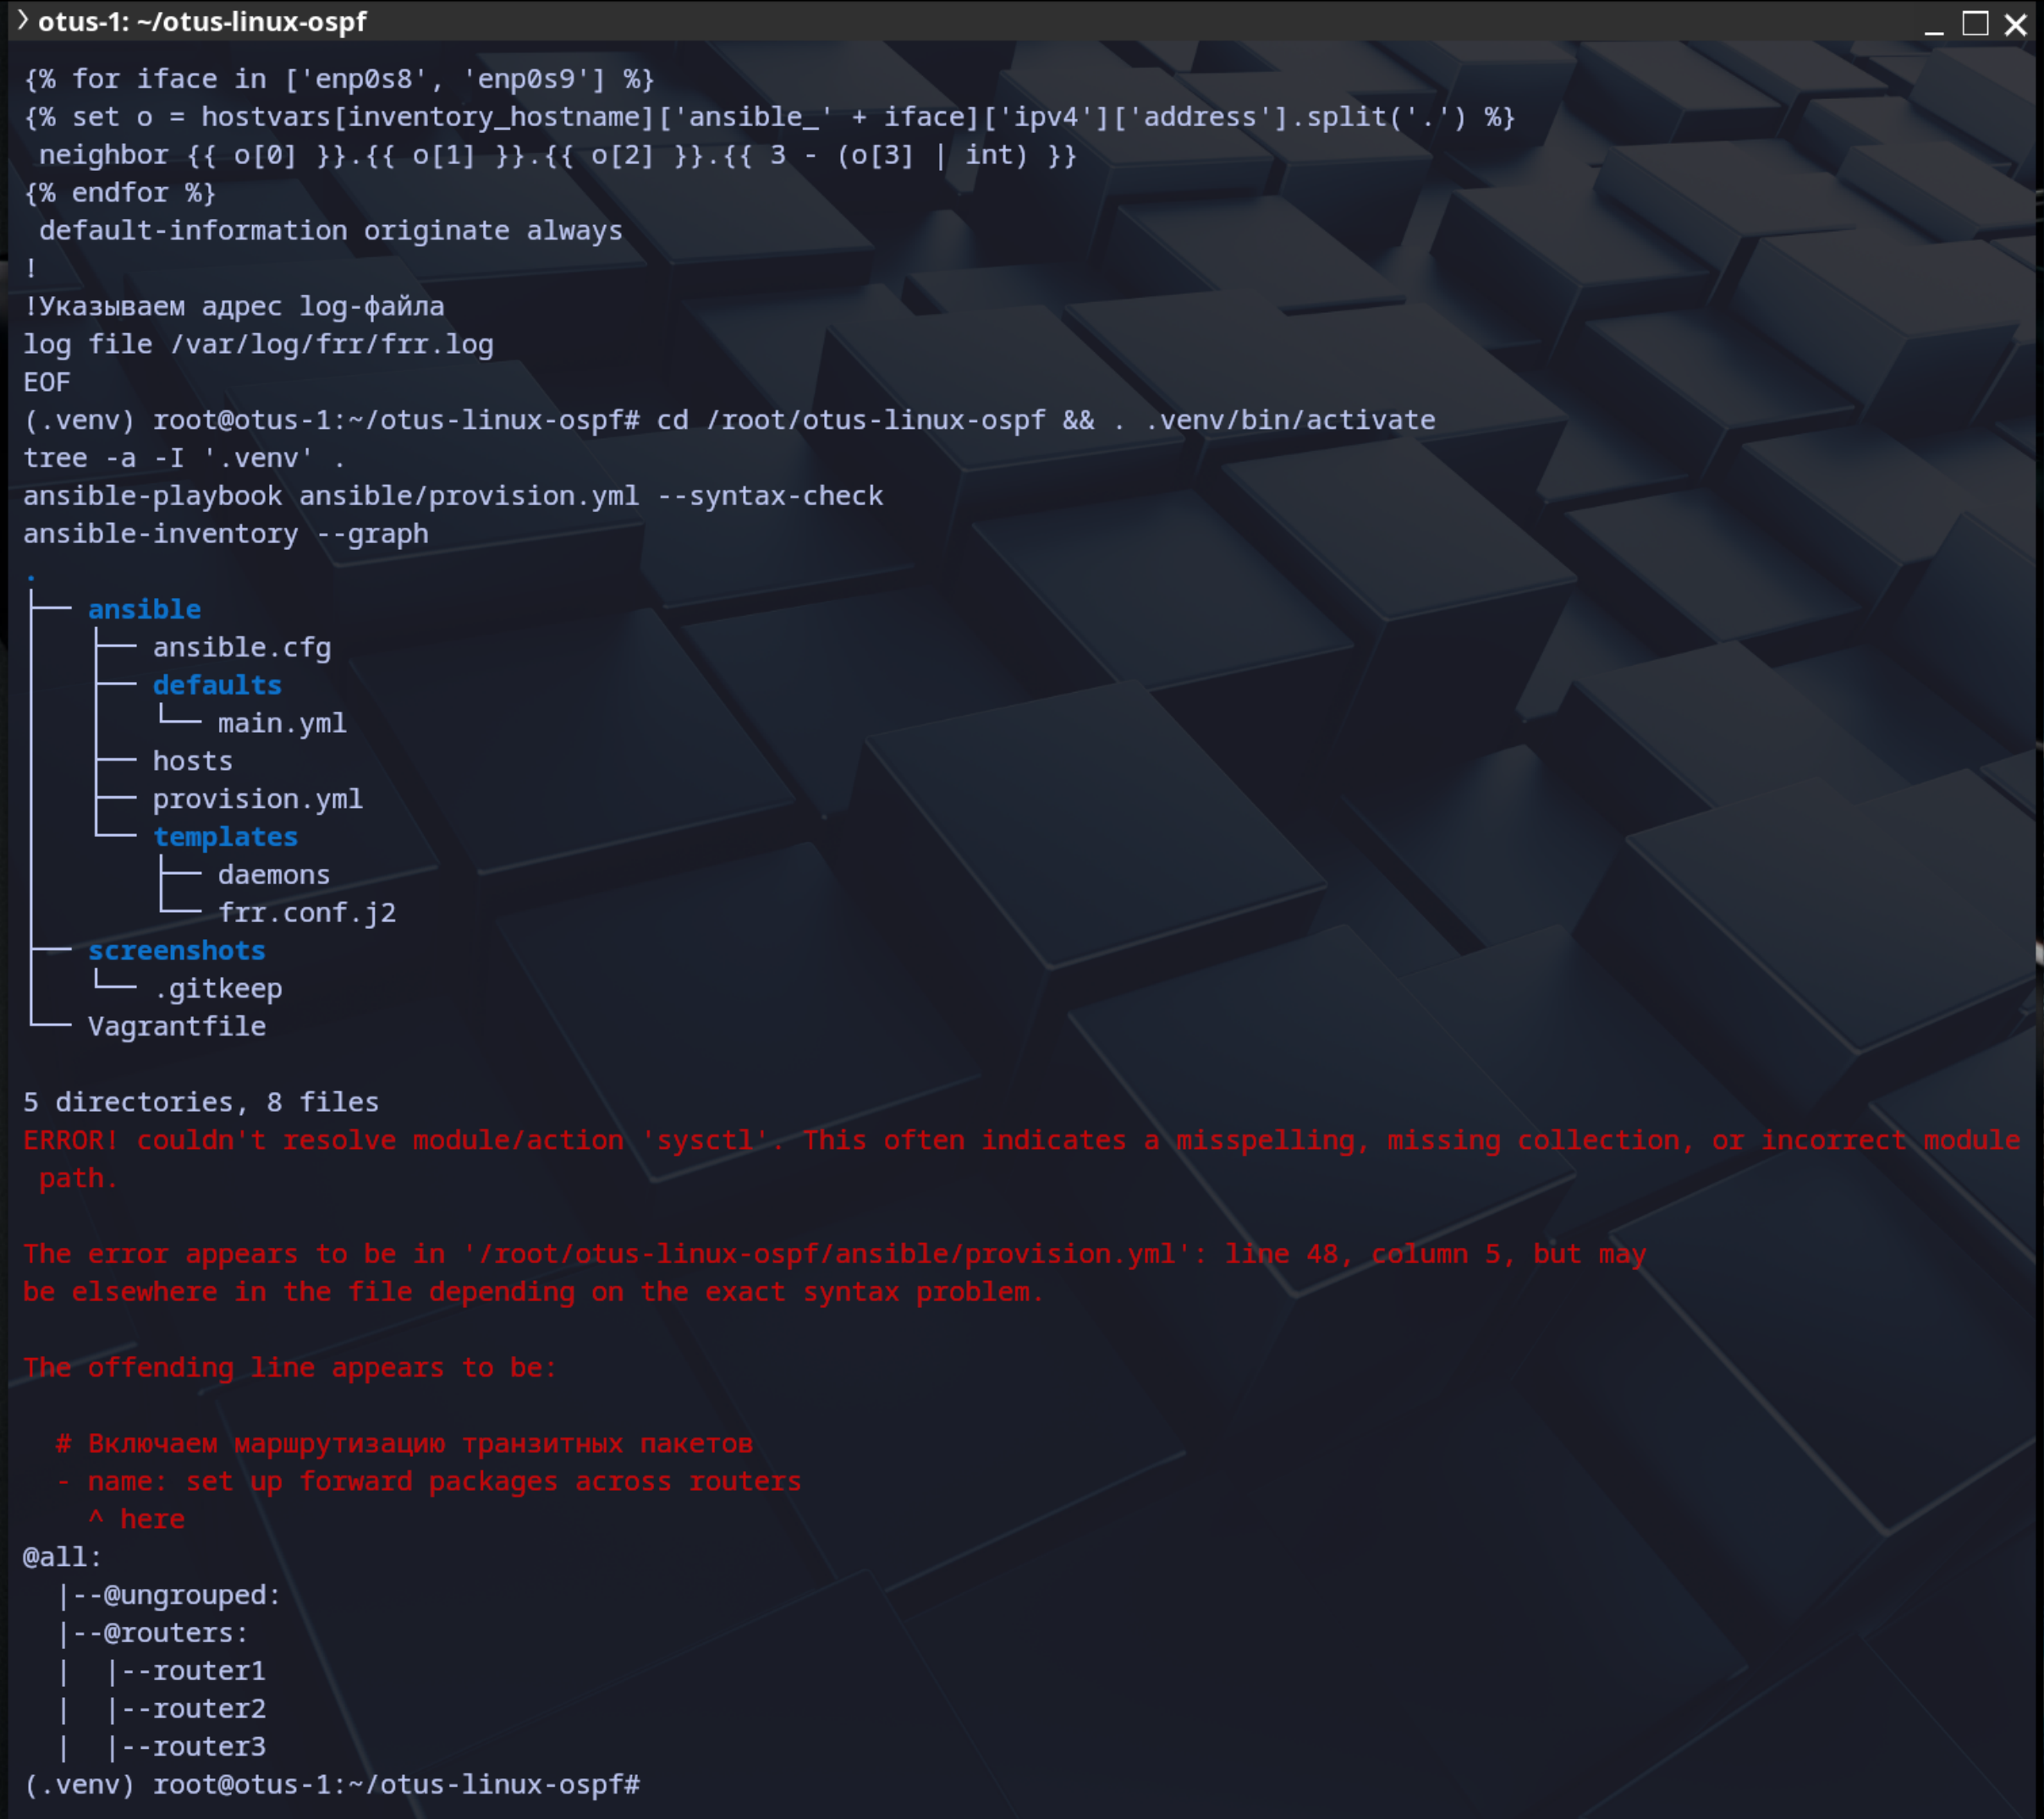 otus-1: ~/otus-linux-ospf
{% for iface in ['enp0s8', 'enp0s9'] %}
{% set o = hostvars[inventory_hostname]['ansible_' + iface]['ipv4']['address'].split('.') %}
 neighbor {{ o[0] }}.{{ o[1] }}.{{ o[2] }}.{{ 3 - (o[3] | int) }}
{% endfor %}
 default-information originate always
!
!Указываем адрес log-файла
log file /var/log/frr/frr.log
EOF
(.venv) root@otus-1:~/otus-linux-ospf# cd /root/otus-linux-ospf && . .venv/bin/activate
tree -a -I '.venv' .
ansible-playbook ansible/provision.yml --syntax-check
ansible-inventory --graph
.
├── ansible
│   ├── ansible.cfg
│   ├── defaults
│   │   └── main.yml
│   ├── hosts
│   ├── provision.yml
│   └── templates
│       ├── daemons
│       └── frr.conf.j2
├── screenshots
│   └── .gitkeep
└── Vagrantfile
5 directories, 8 files
ERROR! couldn't resolve module/action 'sysctl'. This often indicates a misspelling, missing collection, or incorrect module
 path.
The error appears to be in '/root/otus-linux-ospf/ansible/provision.yml': line 48, column 5, but may
be elsewhere in the file depending on the exact syntax problem.
The offending line appears to be:
  # Включаем маршрутизацию транзитных пакетов
  - name: set up forward packages across routers
    ^ here
@all:
  |--@ungrouped:
  |--@routers:
  |  |--router1
  |  |--router2
  |  |--router3
(.venv) root@otus-1:~/otus-linux-ospf#